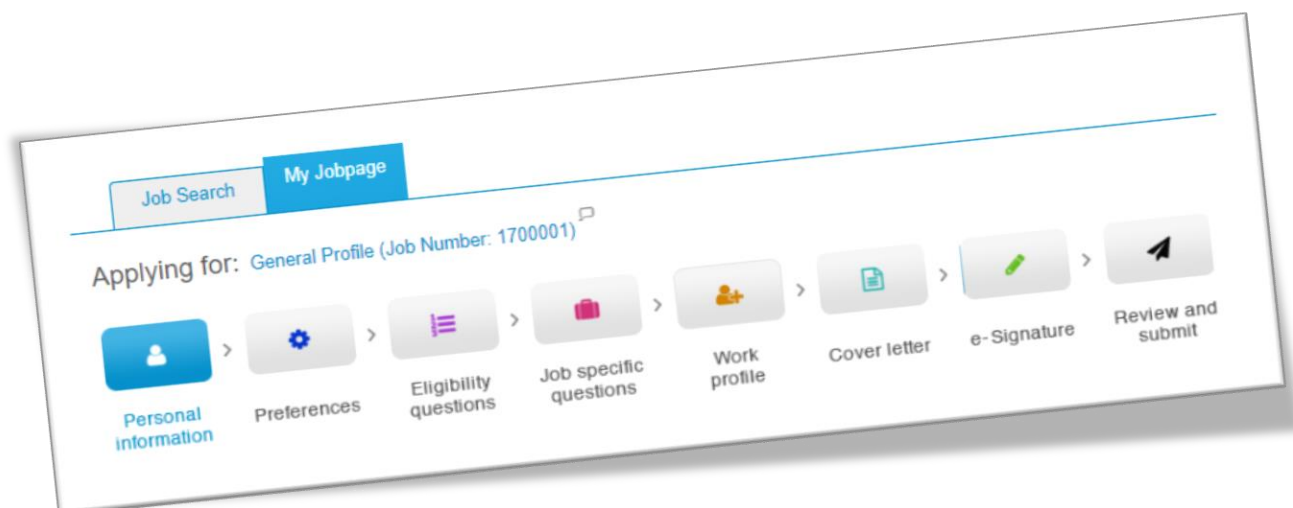 Job Search
My Jobpage
Applying for: General Profile (Job Number: 1700001)
Personal
information
Preferences
Eligibility
questions
Job specific
questions
Work
profile
Cover letter
e-Signature
Review and
submit